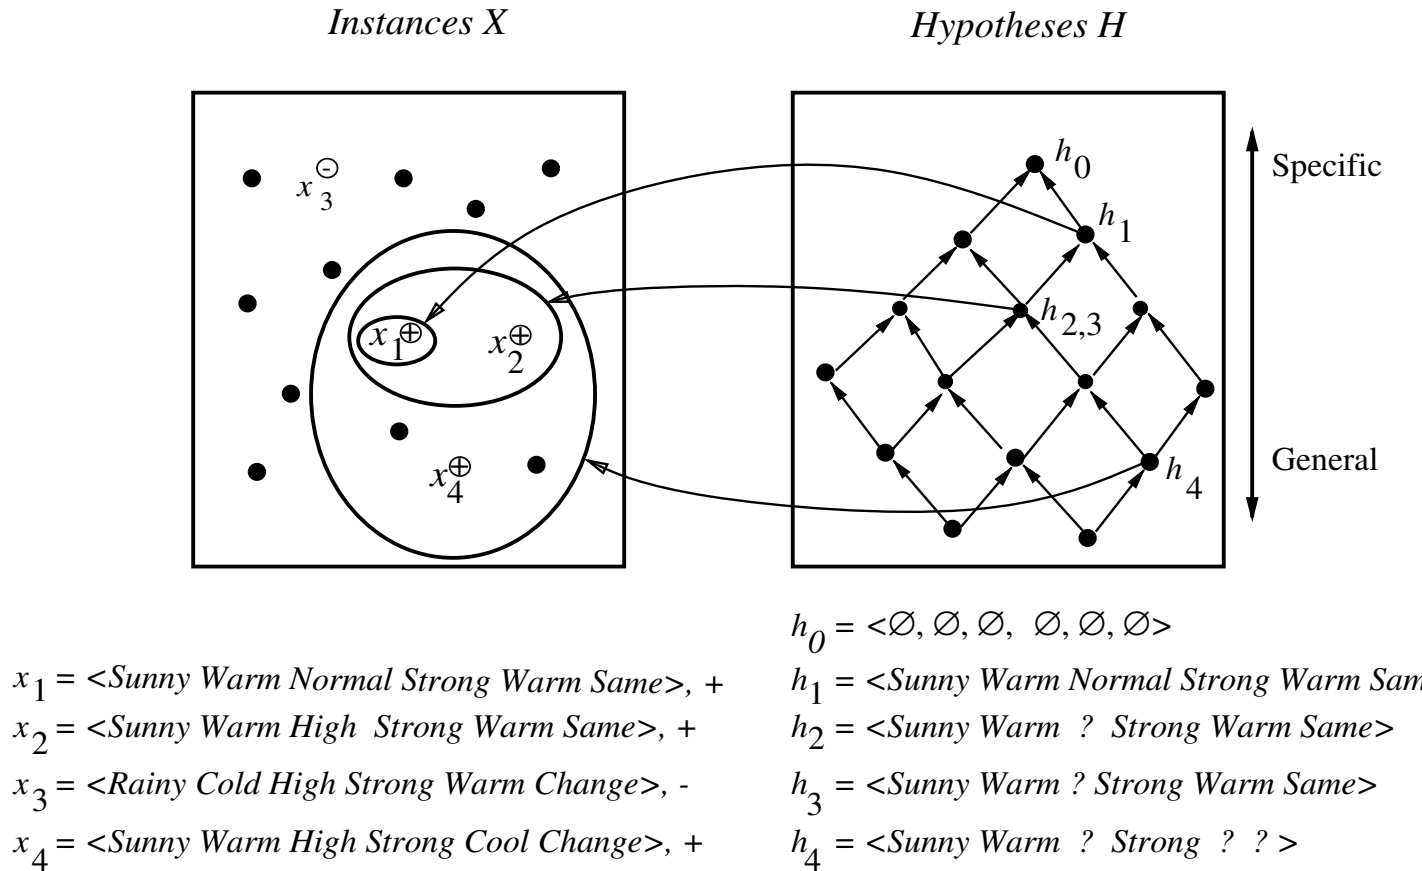 Instances X
Hypotheses H
x3 -
h0
Specific
h1
x1 +
x2 +
h2,3
x4 +
h4
General
h0 = <∅, ∅, ∅, ∅, ∅, ∅>
x1 = <Sunny Warm Normal Strong Warm Same>, +
h1 = <Sunny Warm Normal Strong Warm Sam
x2 = <Sunny Warm High Strong Warm Same>, +
h2 = <Sunny Warm ? Strong Warm Same>
x3 = <Rainy Cold High Strong Warm Change>, -
h3 = <Sunny Warm ? Strong Warm Same>
x4 = <Sunny Warm High Strong Cool Change>, +
h4 = <Sunny Warm ? Strong ? ? >